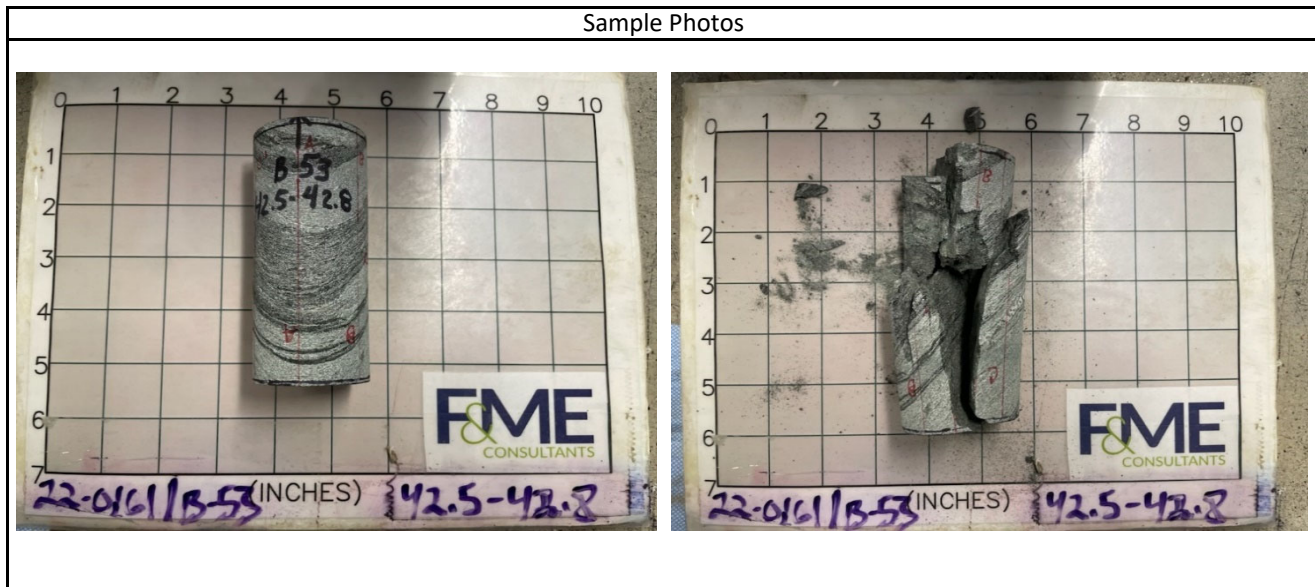 Sample Photos
0 1 2 3 4 5 6 7 8 9 10
1
2
3
4
5
6
7
A
B-53
42.5-42.8
B
F&ME
CONSULTANTS
(INCHES)
22-0161//B-53 42.5-42.8
0 1 2 3 4 5 6 7 8 9 10
1
2
3
4
5
6
7
B
F&ME
CONSULTANTS
(INCHES)
22-0161//B-53 42.5-42.8